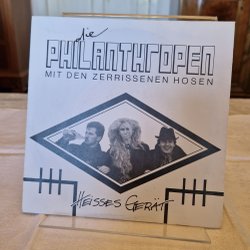 die
PHILANTHROPEN
MIT DEN ZERRISSENEN HOSEN
HEISSES GERÄT